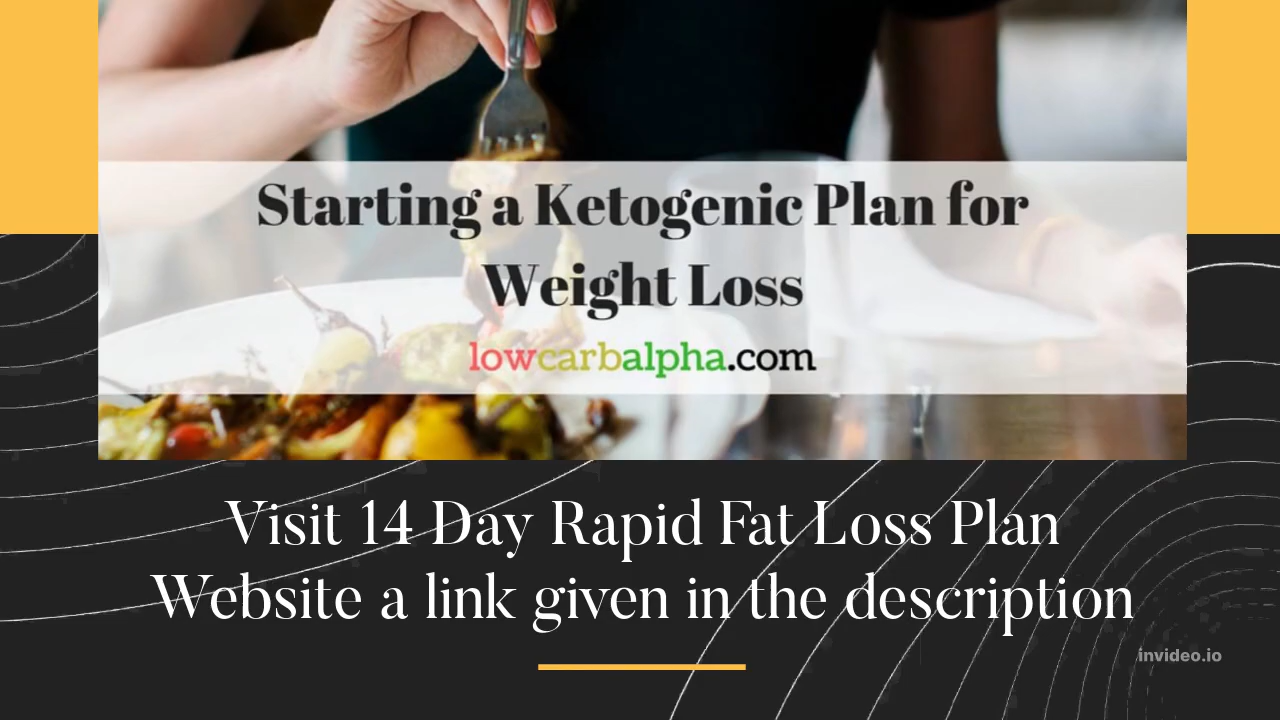 Starting a Ketogenic Plan for
Weight Loss
lowcarbalpha.com
Visit 14 Day Rapid Fat Loss Plan
Website a link given in the description
invideo.io